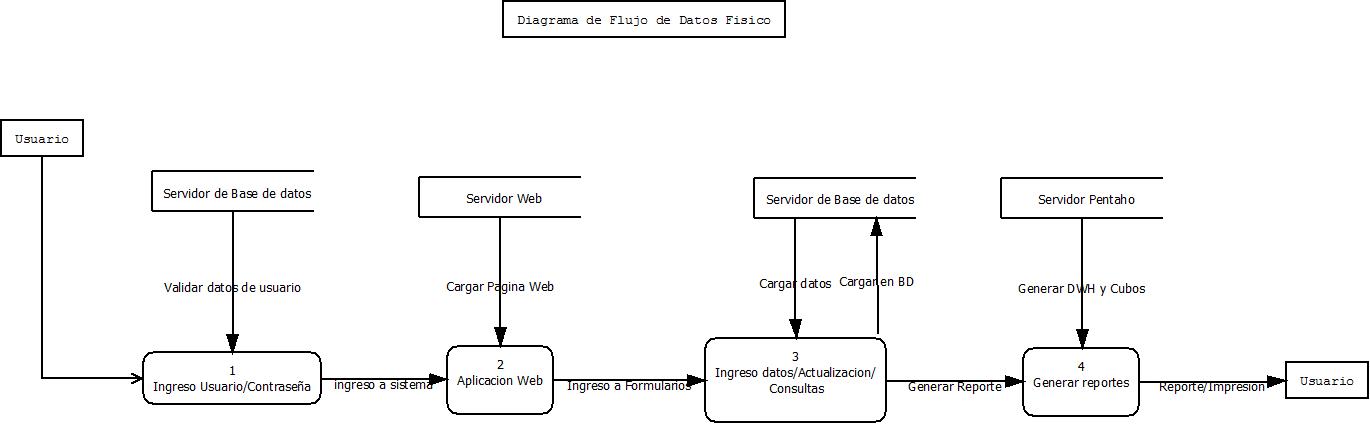 Diagrama de Flujo de Datos Fisico
Usuario
Servidor de Base de datos
Servidor Web
Servidor de Base de datos
Servidor Pentaho
Validar datos de usuario
Cargar Pagina Web
Cargar datos
Cargar en BD
Generar DWH y Cubos
1
Ingreso Usuario/Contraseña
ingreso a sistema
2
Aplicacion Web
Ingreso a Formularios
3
Ingreso datos/Actualizacion/
Consultas
Generar Reporte
4
Generar reportes
Reporte/Impresion
Usuario